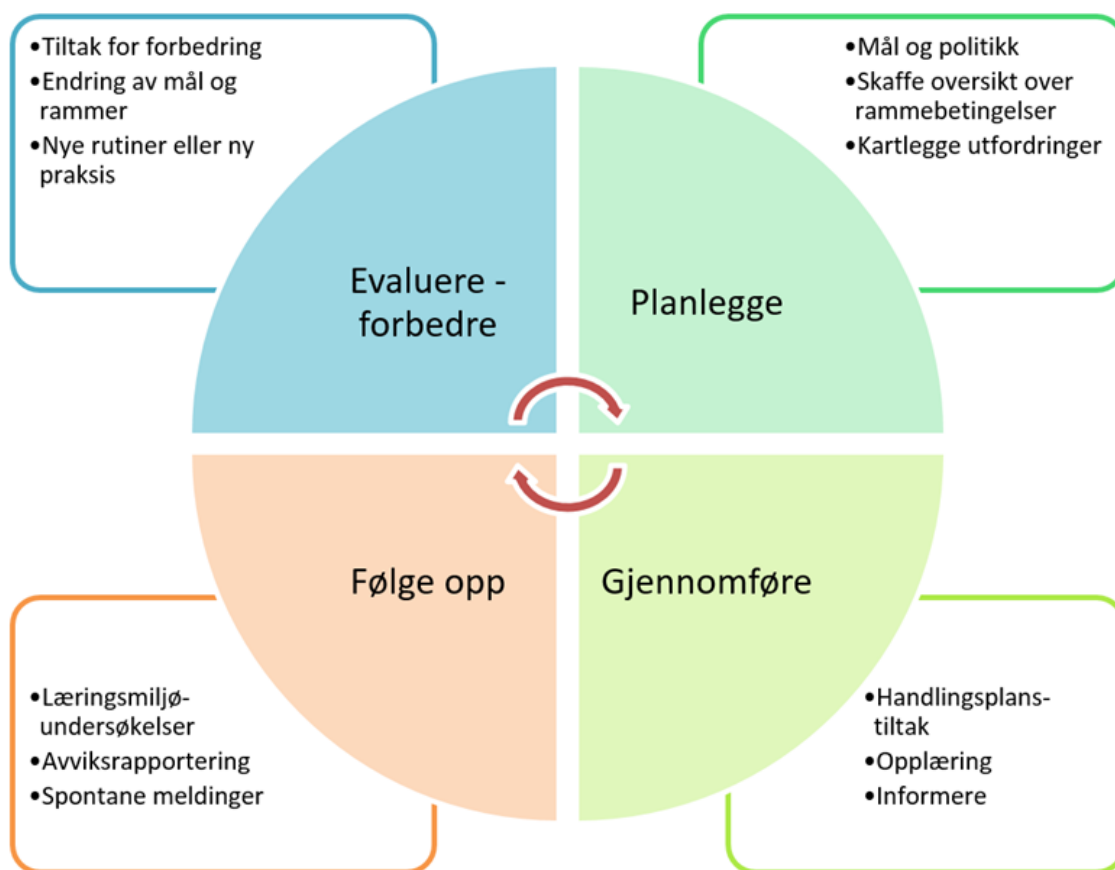 •Tiltak for forbedring
•Endring av mål og
rammer
•Nye rutiner eller ny
praksis
•Mål og politikk
•Skaffe oversikt over
rammebetingelser
•Kartlegge utfordringer
Evaluere -
forbedre
Planlegge
Følge opp
Gjennomføre
•Læringsmiljø-
undersøkelser
•Avviksrapportering
•Spontane meldinger
•Handlingsplans-
tiltak
•Opplæring
•Informere